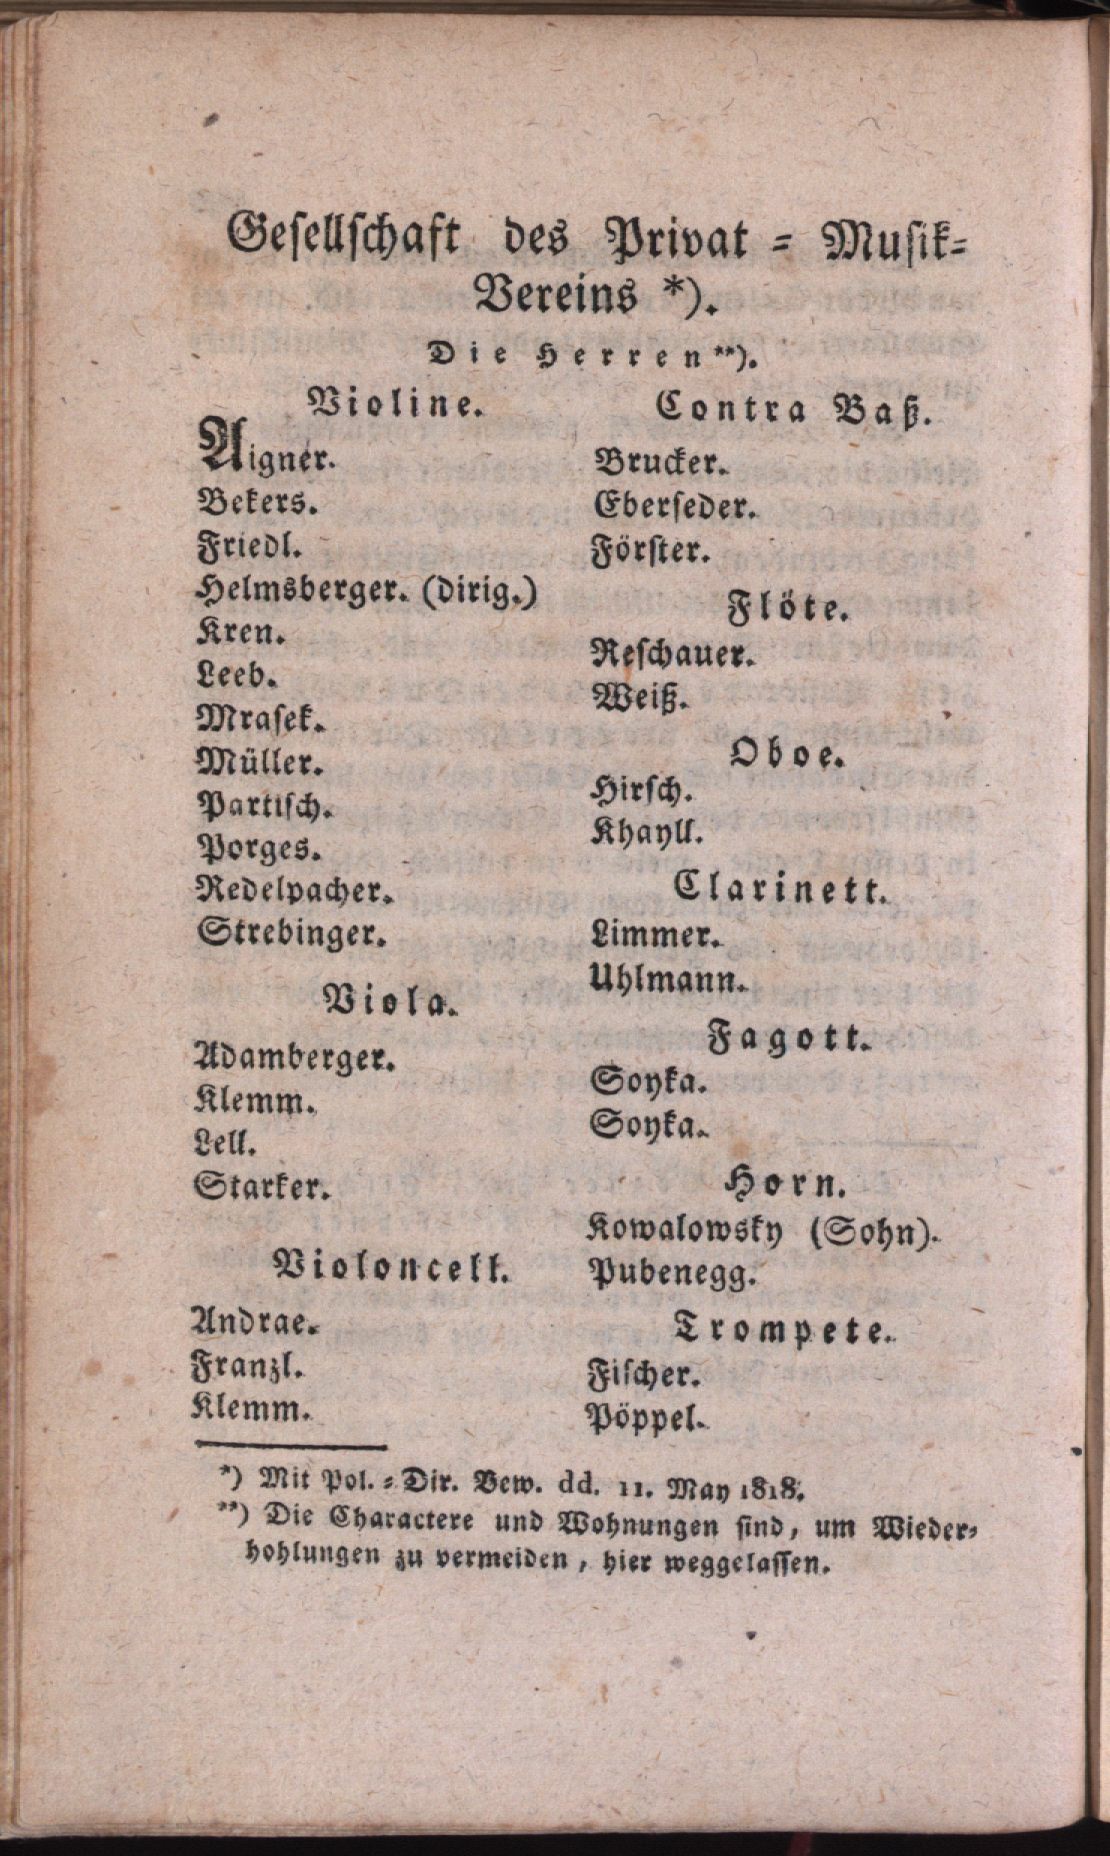 Gesellschaft des Privat-Musik-
Vereins *).
Die Herren **).
Violine.
Aigner.
Bekers.
Friedl.
Helmsberger. (dirig.)
Kren.
Leeb.
Mrasek.
Müller.
Partisch.
Porges.
Redelpacher.
Strebinger.
Viola.
Adamberger.
Klemm.
Lell.
Starker.
Violoncell.
Andrae.
Franzl.
Klemm.
Contra Baß.
Brucker.
Eberseder.
Förster.
Flöte.
Reschauer.
Weiß.
Oboe.
Hirsch.
Khayll.
Clarinett.
Limmer.
Uhlmann.
Fagott.
Soyka.
Soyka.
Horn.
Kowalowsky (Sohn).
Pubenegg.
Trompete.
Fischer.
Pöppel.
*) Mit Pol.-Dir. Bew. dd. 11. May 1818.
**) Die Charactere und Wohnungen sind, um Wieder-
hohlungen zu vermeiden, hier weggelassen.